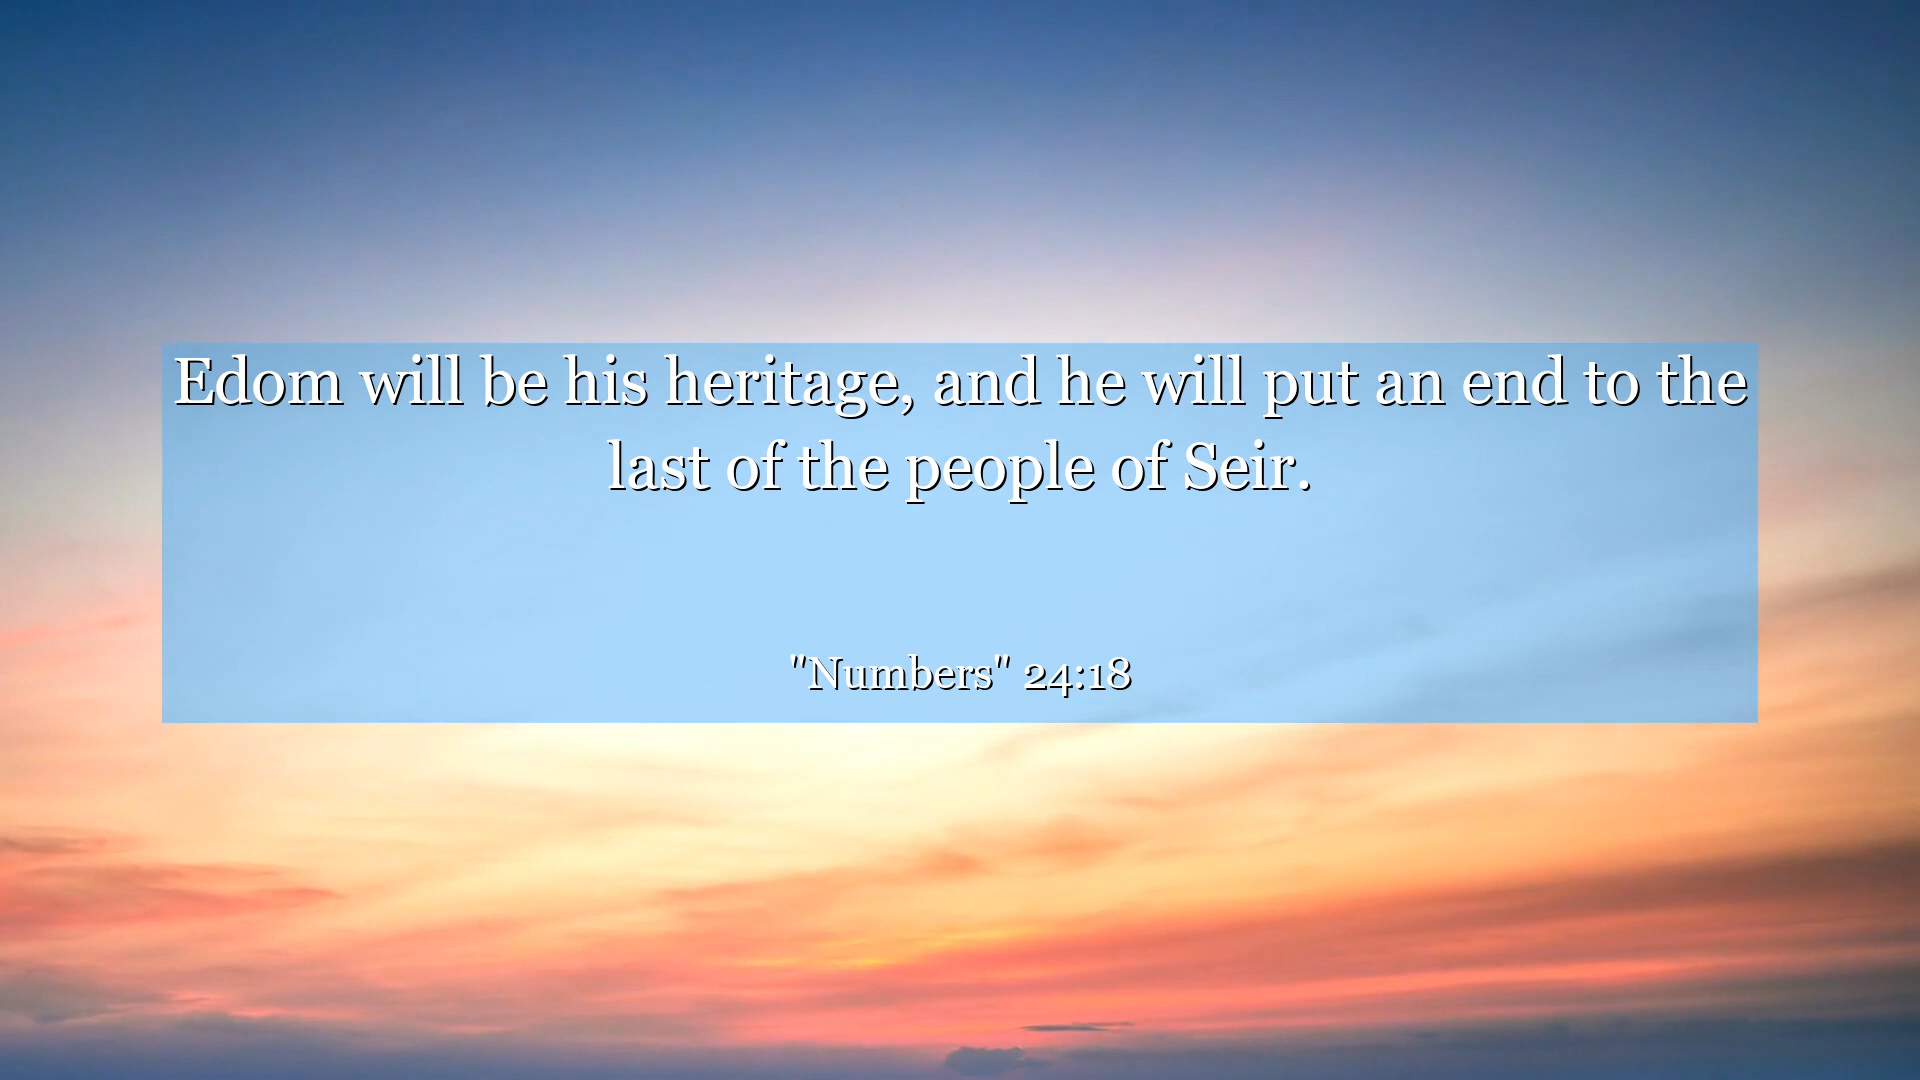 Edom will be his heritage, and he will put an end to the
last of the people of Seir.
"Numbers" 24:18